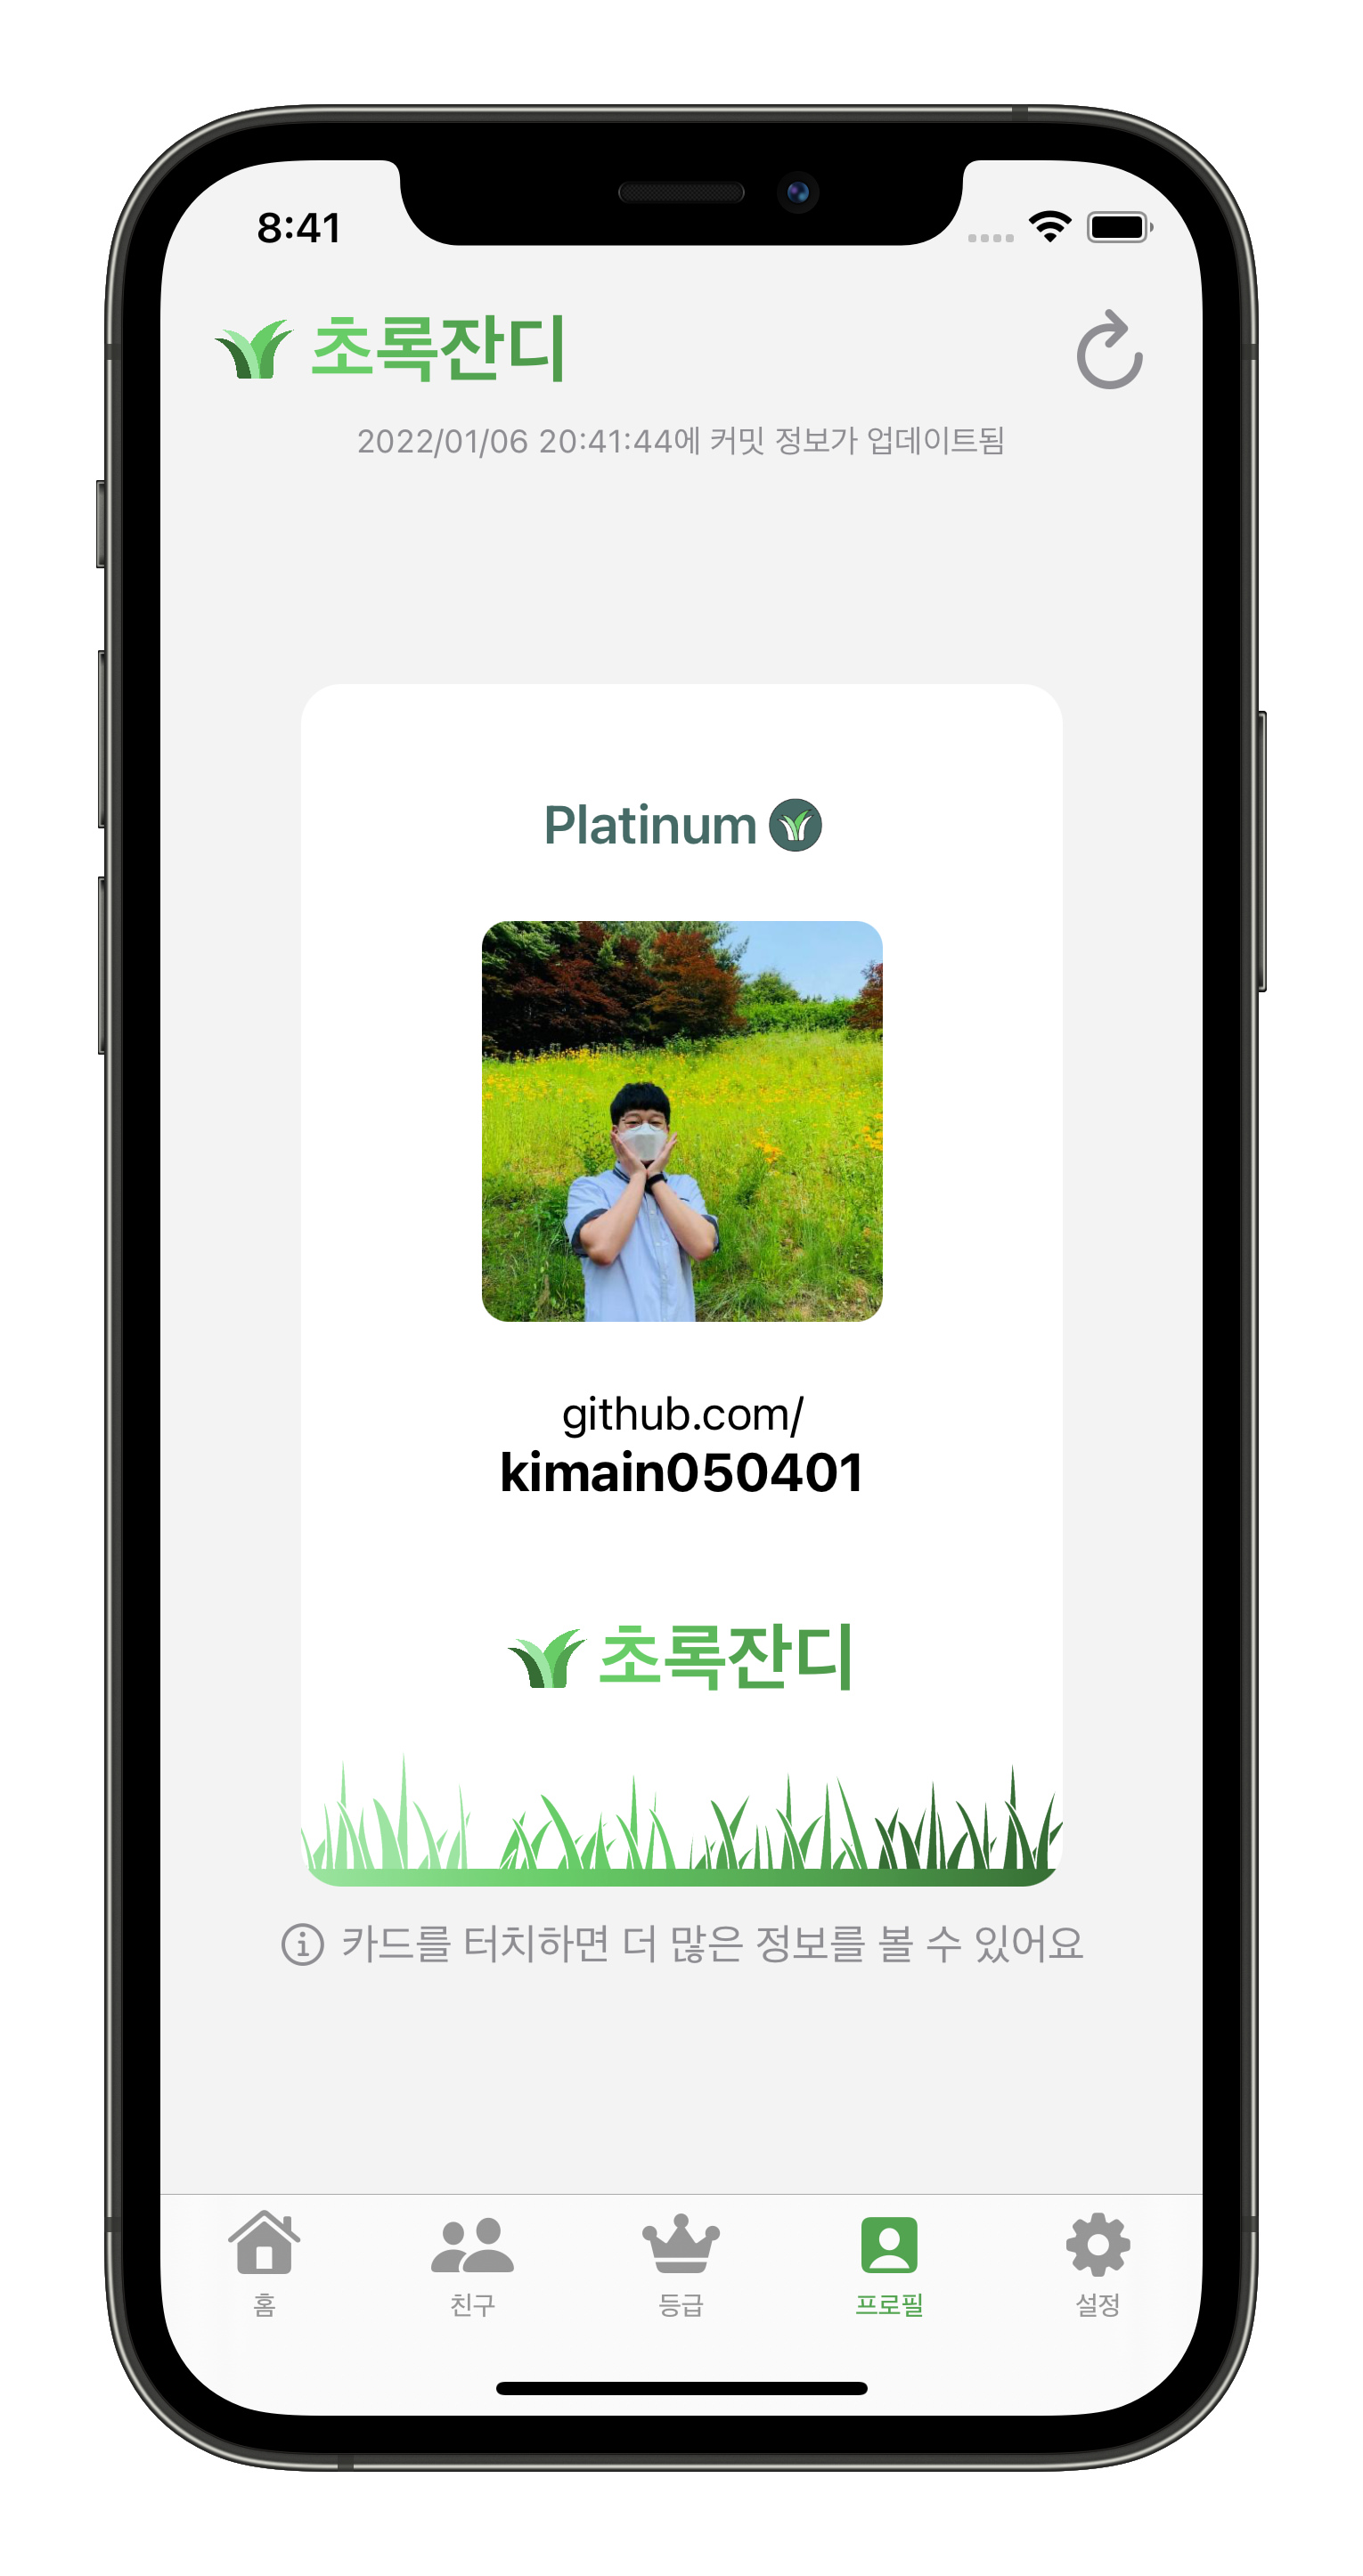 8:41
초록잔디
2022/01/06 20:41:44에 커밋 정보가 업데이트됨
Platinum
github.com/
kimain050401
초록잔디
카드를 터치하면 더 많은 정보를 볼 수 있어요
홈 친구 등급 프로필 설정